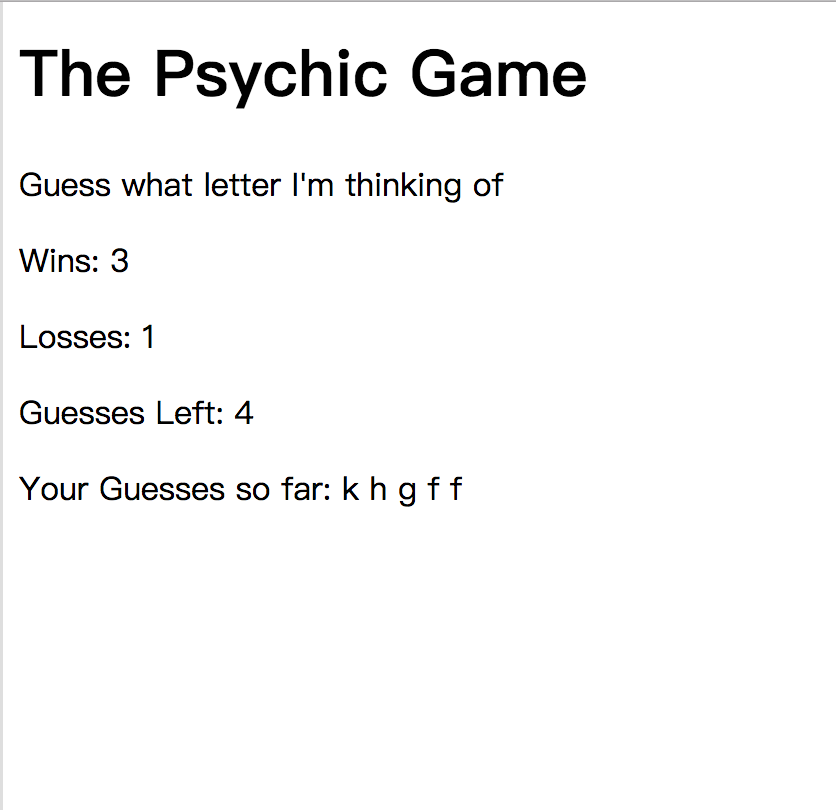 The Psychic Game
Guess what letter I'm thinking of
Wins: 3
Losses: 1
Guesses Left: 4
Your Guesses so far: k h g f f